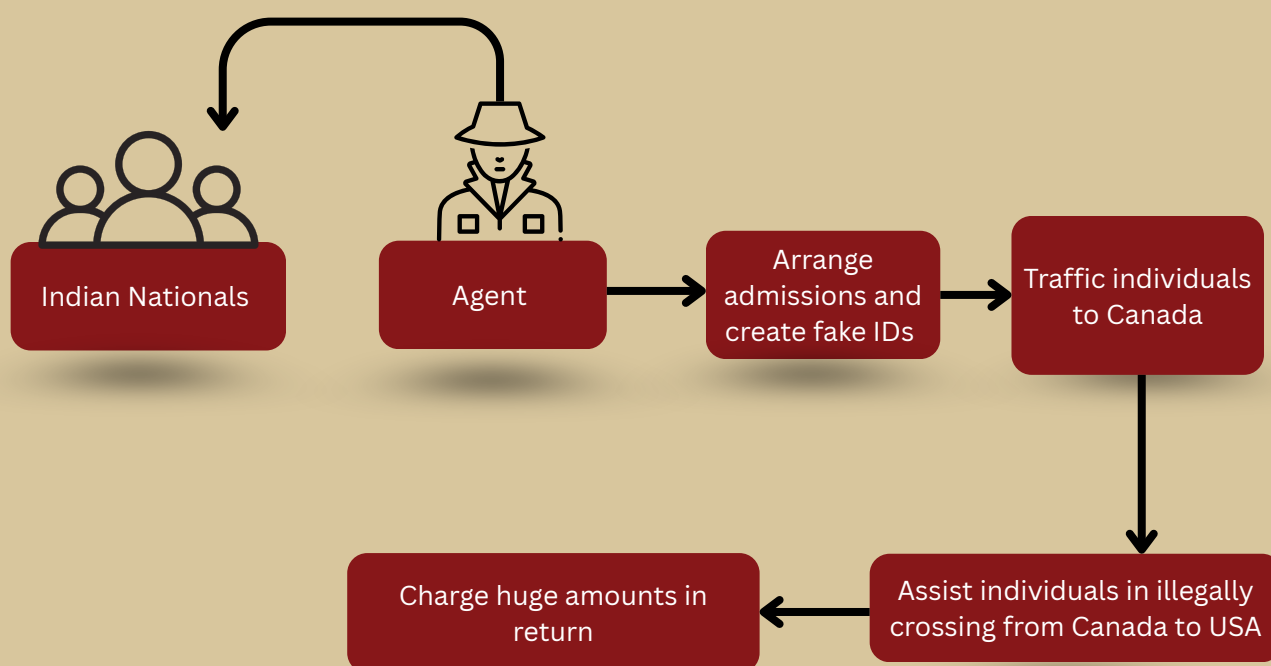 Indian Nationals
Agent
Arrange
admissions and
create fake IDs
Traffic individuals
to Canada
Assist individuals in illegally
crossing from Canada to USA
Charge huge amounts in
return